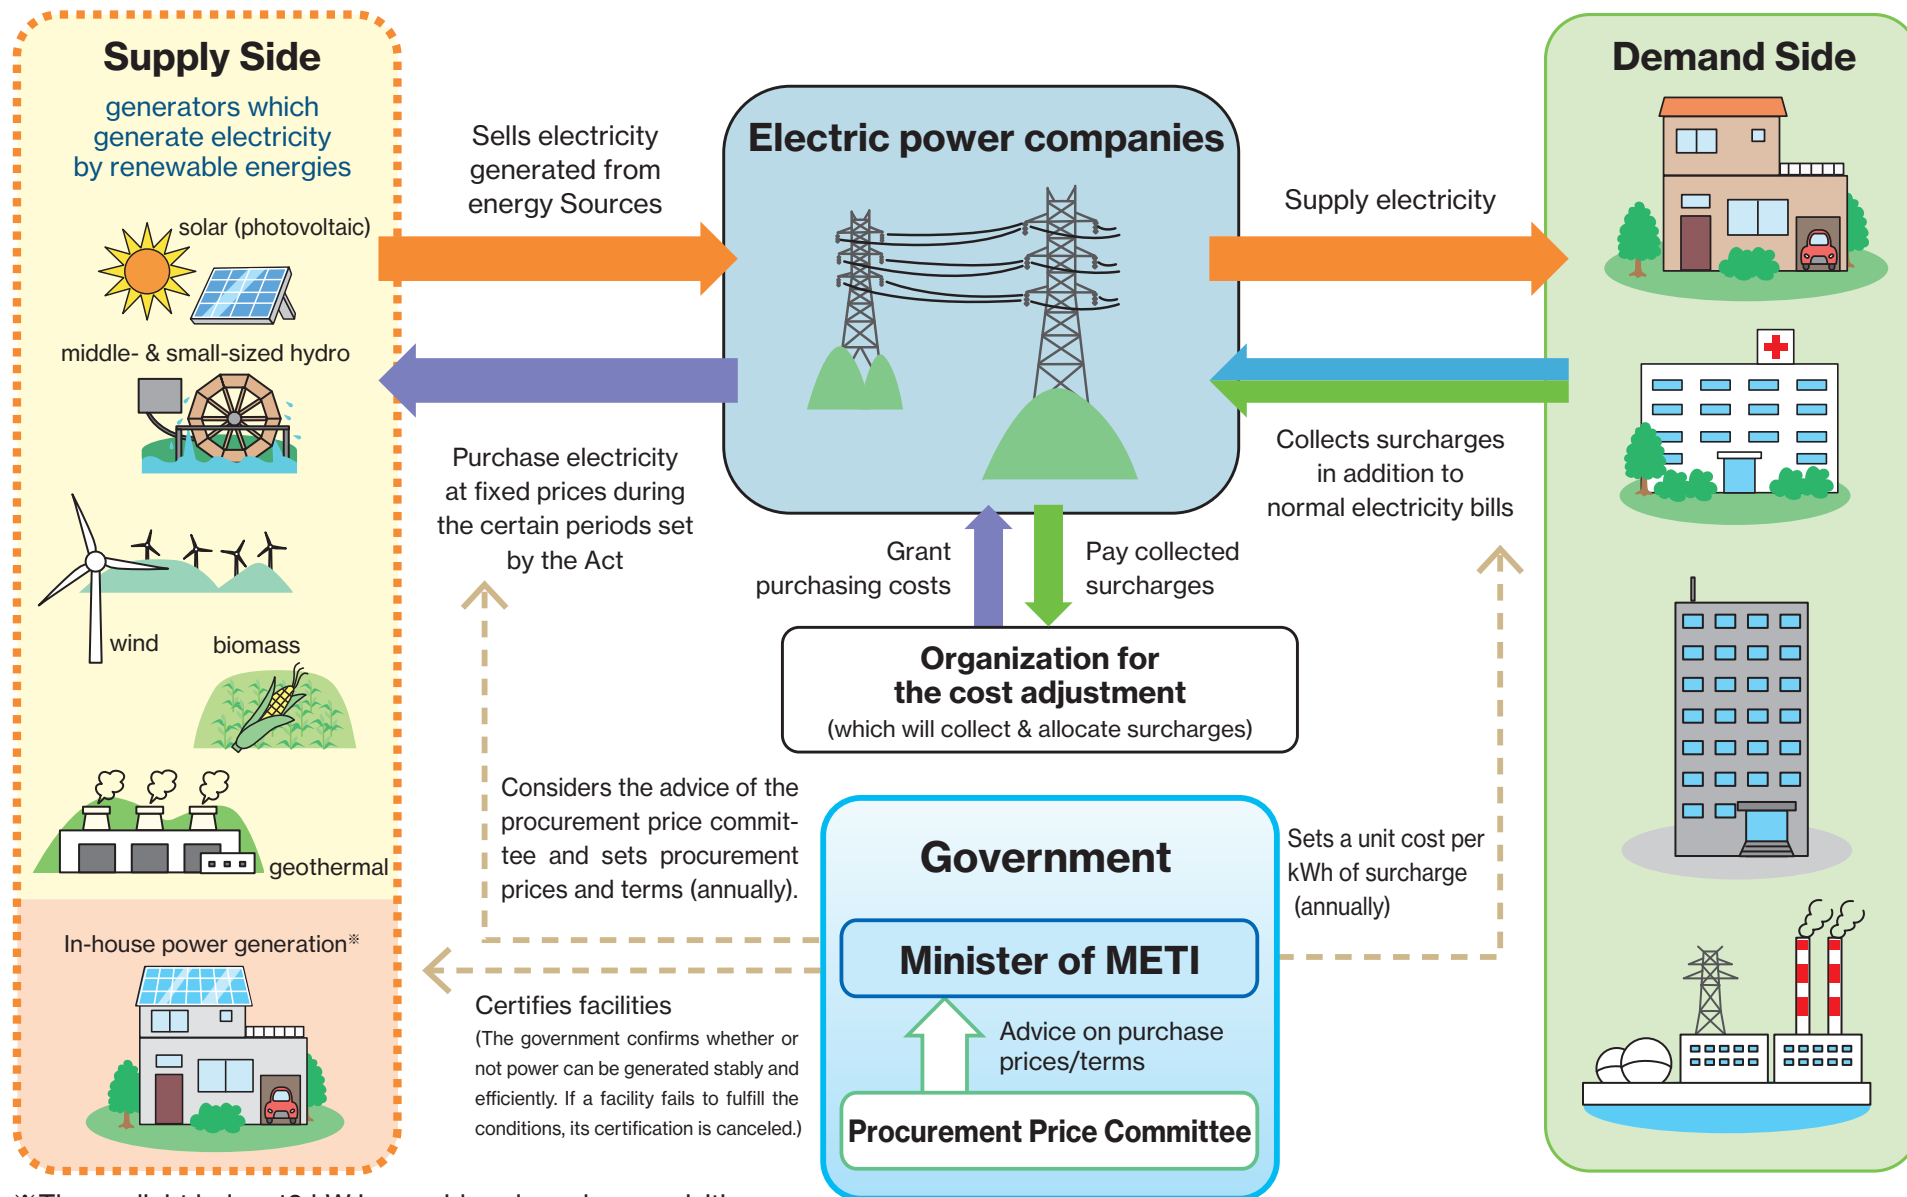 Supply Side
generators which
generate electricity
by renewable energies
solar (photovoltaic)
middle- & small-sized hydro
wind
biomass
geothermal
In-house power generation※
Sells electricity
generated from
energy Sources
Purchase electricity
at fixed prices during
the certain periods set
by the Act
Electric power companies
Supply electricity
Collects surcharges
in addition to
normal electricity bills
Demand Side
Grant
purchasing costs
Pay collected
surcharges
Organization for
the cost adjustment
(which will collect & allocate surcharges)
Considers the advice of the
procurement price commit-
tee and sets procurement
prices and terms (annually).
Certifies facilities
(The government confirms whether or
not power can be generated stably and
efficiently. If a facility fails to fulfill the
conditions, its certification is canceled.)
Government
Minister of METI
Advice on purchase
prices/terms
Procurement Price Committee
Sets a unit cost per
kWh of surcharge
(annually)